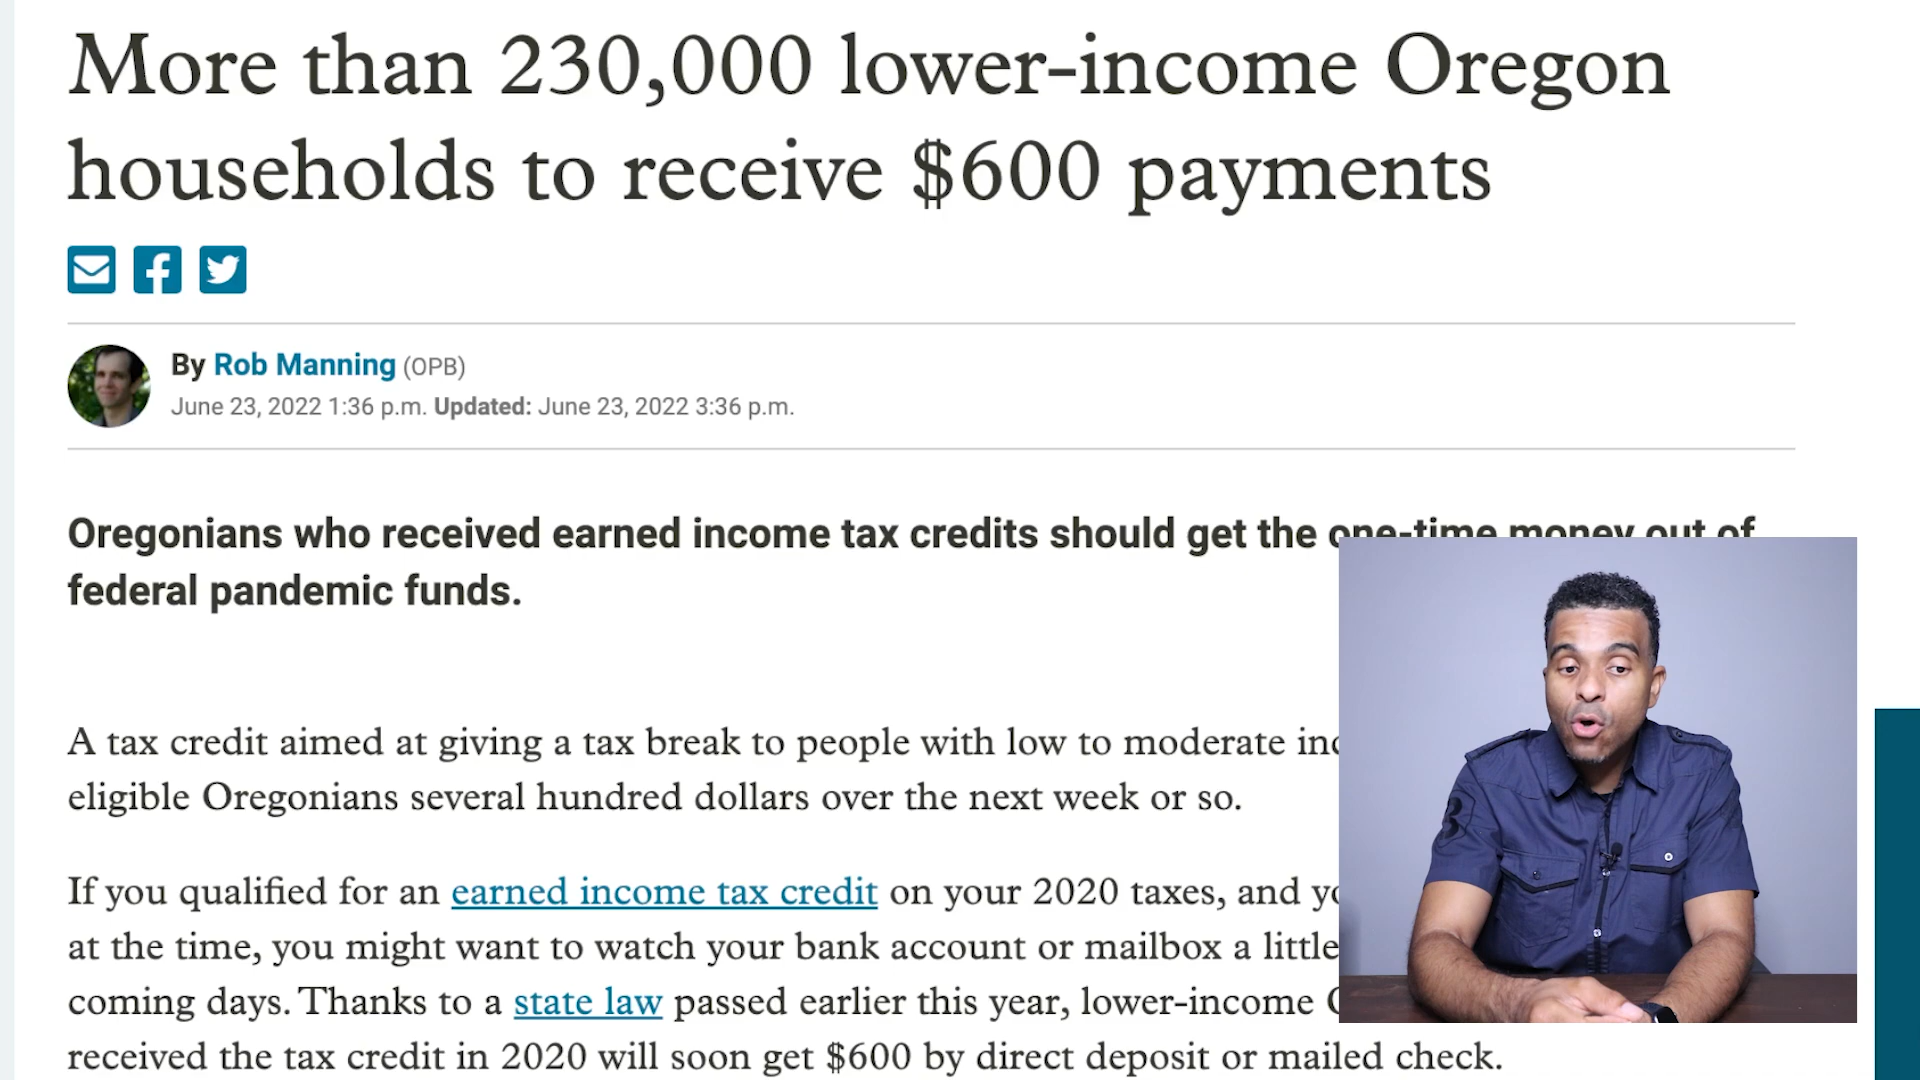 More than 230,000 lower-income Oregon
households to receive $600 payments
By Rob Manning (OPB)
June 23, 2022 1:36 p.m. Updated: June 23, 2022 3:36 p.m.
Oregonians who received earned income tax credits should get the one-time money out of
federal pandemic funds.
A tax credit aimed at giving a tax break to people with low to moderate
eligible Oregonians several hundred dollars over the next week or so.
If you qualified for an earned income tax credit on your 2020 taxes, and
at the time, you might want to watch your bank account or mailbox a little
coming days. Thanks to a state law passed earlier this year, lower-income
received the tax credit in 2020 will soon get $600 by direct deposit or mailed check.